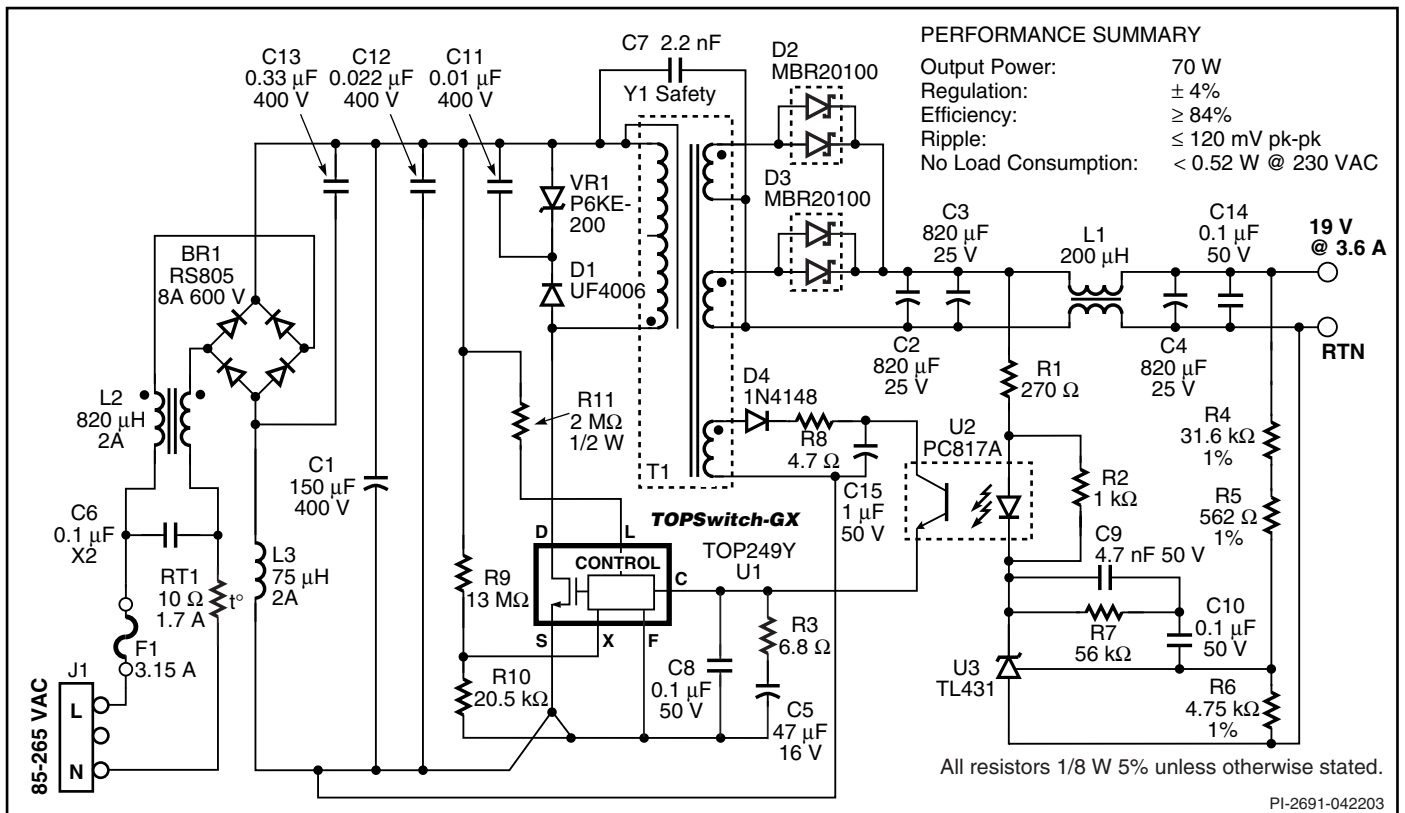 PERFORMANCE SUMMARY
Output Power: 70 W
Regulation: ± 4%
Efficiency: ≥ 84%
Ripple: ≤ 120 mV pk-pk
No Load Consumption: < 0.52 W @ 230 VAC
C13
0.33 µF
400 V
C12
0.022 µF
400 V
C11
0.01 µF
400 V
C7 2.2 nF
Y1 Safety
D2
MBR20100
D3
MBR20100
VR1
P6KE-
200
BR1
RS805
8A 600 V
D1
UF4006
C3
820 µF
25 V
L1
200 µH
C14
0.1 µF
50 V
19 V
@ 3.6 A
RTN
C2
820 µF
25 V
C4
820 µF
25 V
L2
820 µH
2A
R11
2 MΩ
1/2 W
D4
1N4148
R8
4.7 Ω
R1
270 Ω
U2
PC817A
R4
31.6 kΩ
1%
T1
C1
150 µF
400 V
C15
1 µF
50 V
R2
1 kΩ
R5
562 Ω
1%
C6
0.1 µF
X2
RT1
10 Ω
1.7 A
t°
L3
75 µH
2A
TOPSwitch-GX
TOP249Y
U1
D
L
CONTROL
C
S
X
F
C9
4.7 nF 50 V
R9
13 MΩ
R3
6.8 Ω
R7
56 kΩ
C10
0.1 µF
50 V
F1
3.15 A
R10
20.5 kΩ
C8
0.1 µF
50 V
C5
47 µF
16 V
U3
TL431
R6
4.75 kΩ
1%
J1
L
N
85-265 VAC
All resistors 1/8 W 5% unless otherwise stated.
PI-2691-042203